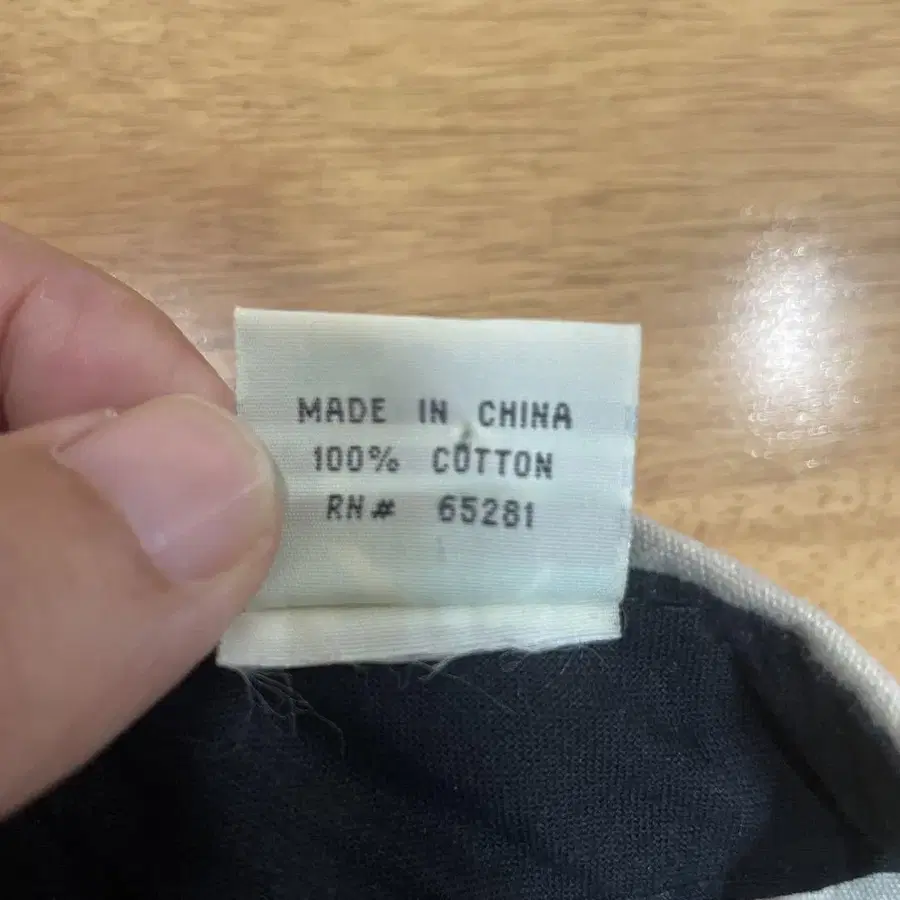 MADE IN CHINA
100% COTTON
RN# 65281